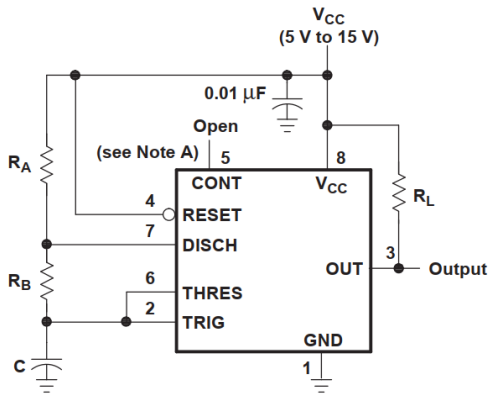 VCC
(5 V to 15 V)
0.01 μF
Open
(see Note A)
5
8
CONT
VCC
RA
RL
4
RESET
7
DISCH
3
OUT
Output
RB
6
THRES
2
TRIG
GND
C
1